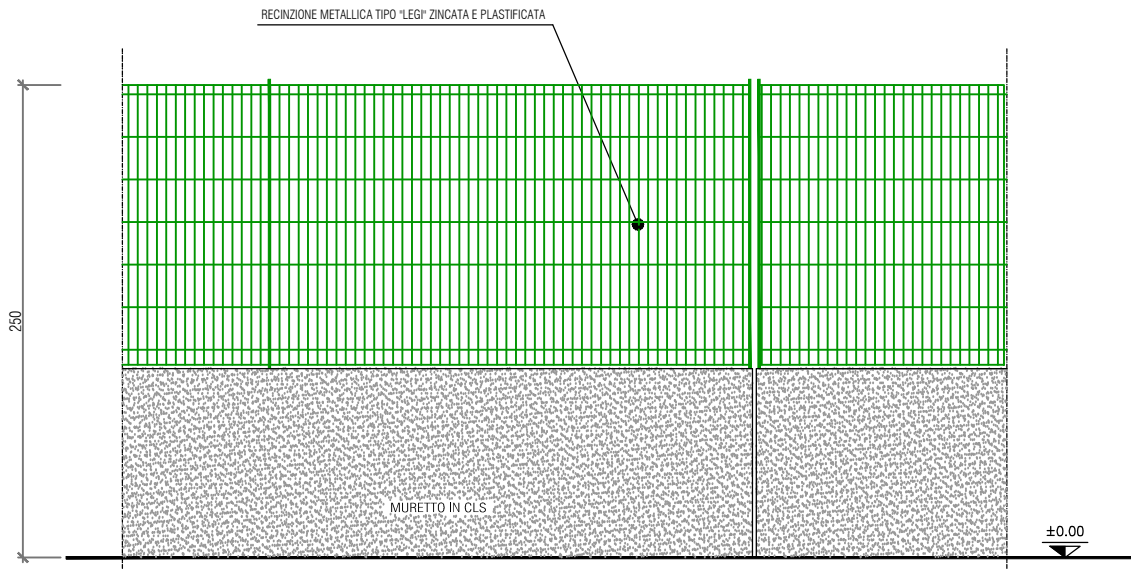 RECINZIONE METALLICA TIPO "LEGI" ZINCATA E PLASTIFICATA
250
MURETTO IN CLS
±0.00